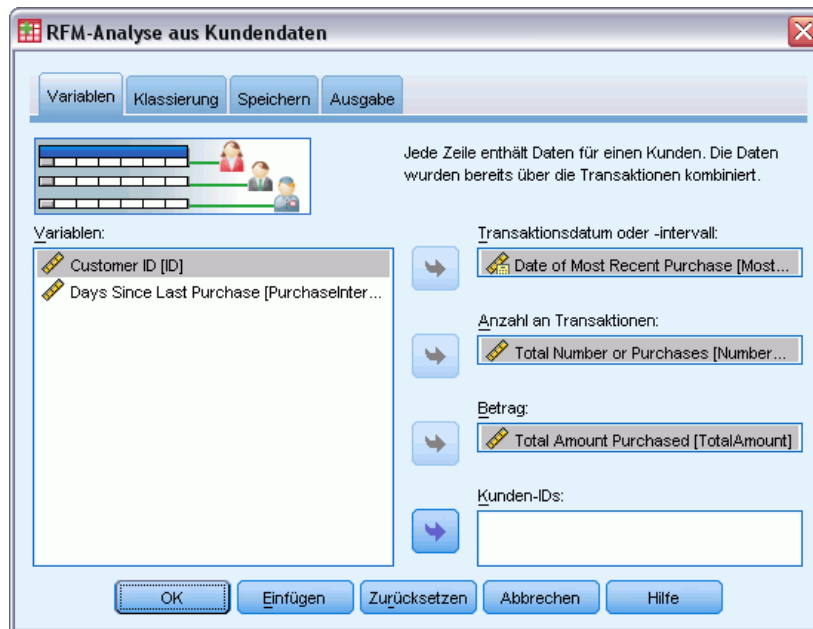 RFM-Analyse aus Kundendaten
Variablen Klassierung Speichern Ausgabe
Jede Zeile enthält Daten für einen Kunden. Die Daten
wurden bereits über die Transaktionen kombiniert.
Variablen:
Customer ID [ID]
Days Since Last Purchase [PurchaseInter...
Transaktionsdatum oder -intervall:
Date of Most Recent Purchase [Most...
Anzahl an Transaktionen:
Total Number or Purchases [Number...
Betrag:
Total Amount Purchased [TotalAmount]
Kunden-IDs:
OK Einfügen Zurücksetzen Abbrechen Hilfe